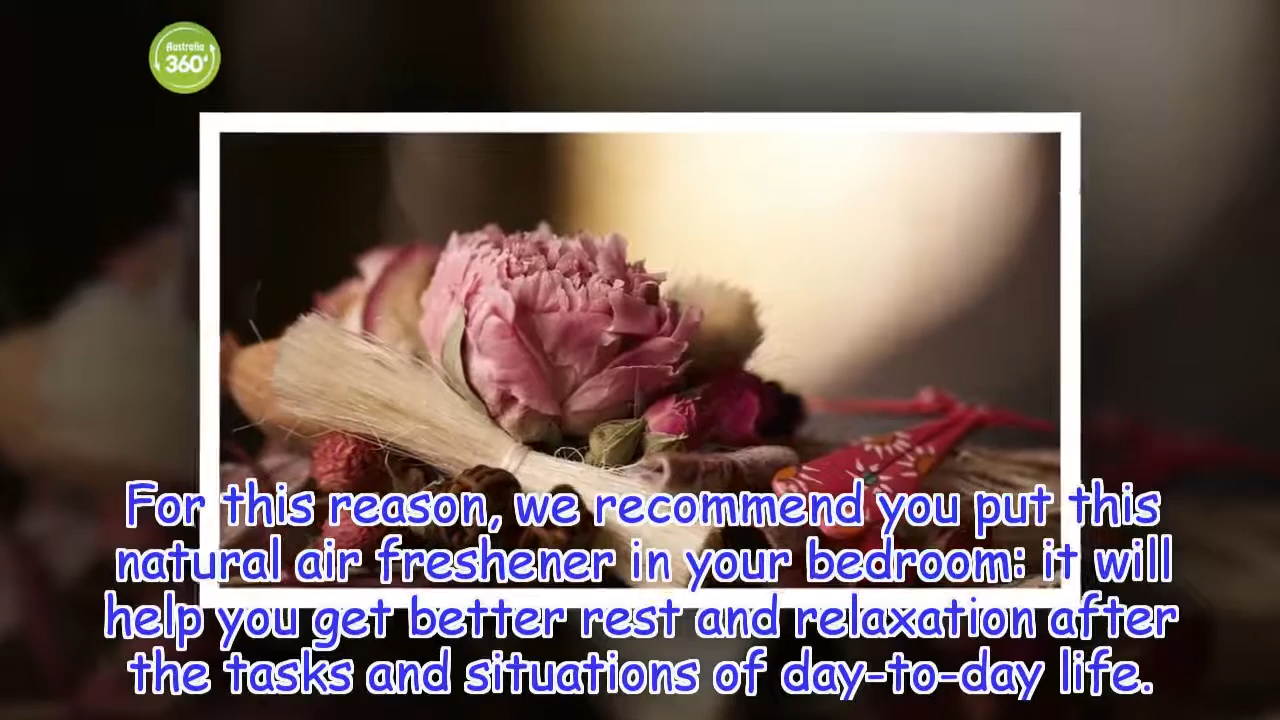 Australia
360°
For this reason, we recommend you put this
natural air freshener in your bedroom: it will
help you get better rest and relaxation after
the tasks and situations of day-to-day life.